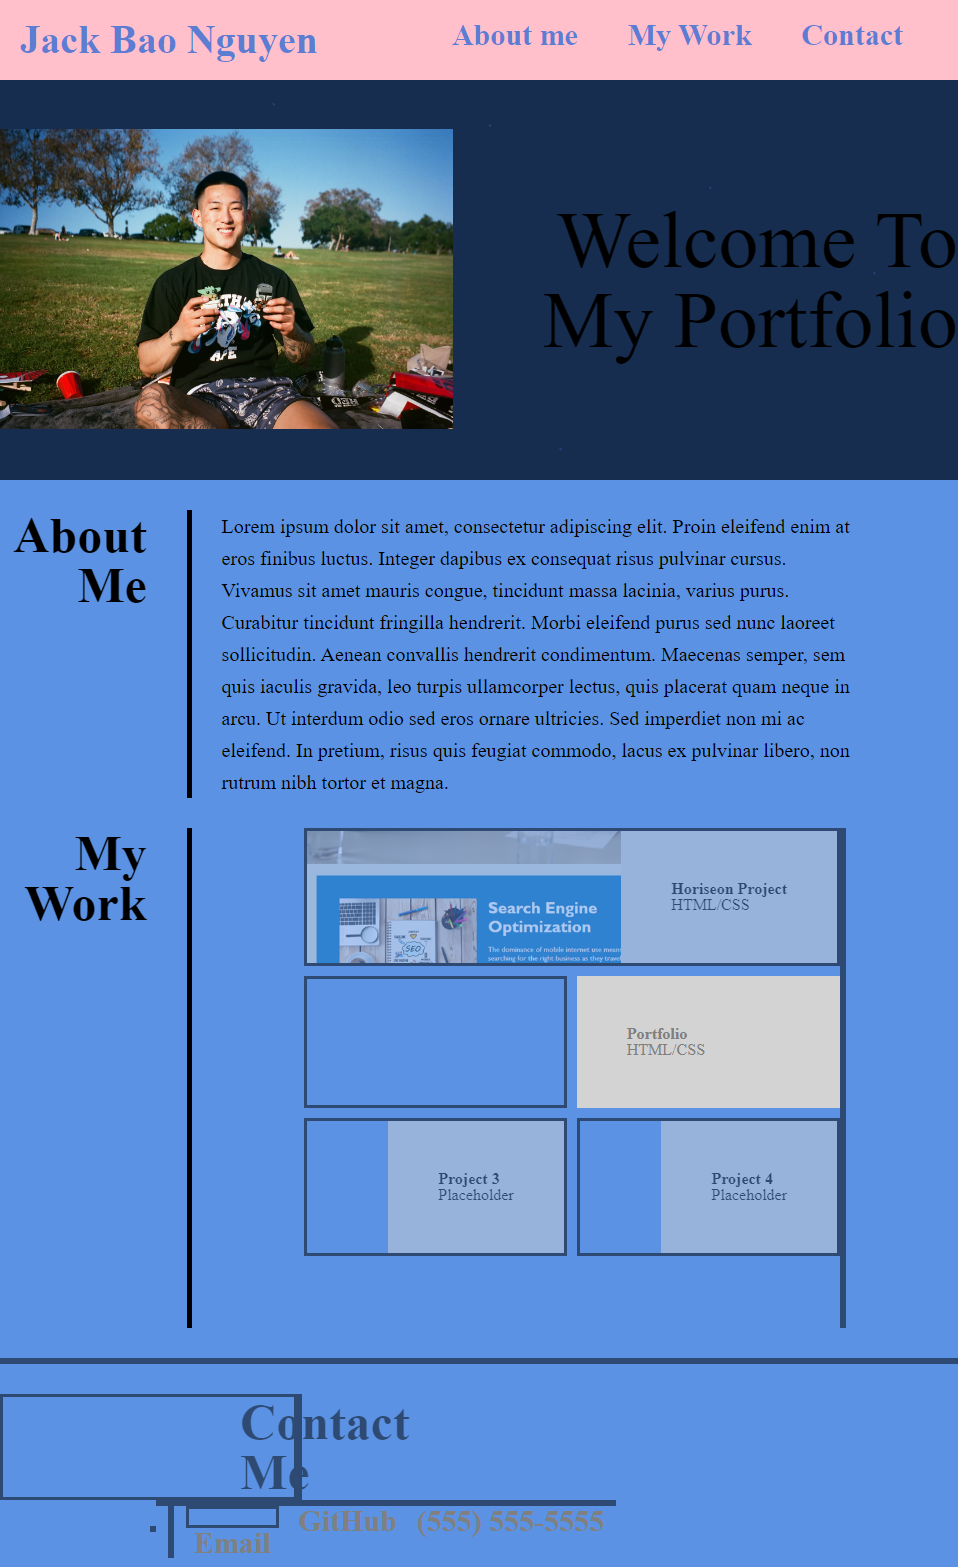 Jack Bao Nguyen
About me
My Work
Contact
Welcome To
My Portfolio
About
Me
Lorem ipsum dolor sit amet, consectetur adipiscing elit. Proin eleifend enim at
eros finibus luctus. Integer dapibus ex consequat risus pulvinar cursus.
Vivamus sit amet mauris congue, tincidunt massa lacinia, varius purus.
Curabitur tincidunt fringilla hendrerit. Morbi eleifend purus sed nunc laoreet
sollicitudin. Aenean convallis hendrerit condimentum. Maecenas semper, sem
quis iaculis gravida, leo turpis ullamcorper lectus, quis placerat quam neque in
arcu. Ut interdum odio sed eros ornare ultricies. Sed imperdiet non mi ac
eleifend. In pretium, risus quis feugiat commodo, lacus ex pulvinar libero, non
rutrum nibh tortor et magna.
My
Work
Search Engine
Optimization
The dominance of mobile internet use means
searching for the right business as they travel
SEO
Horiseon Project
HTML/CSS
Portfolio
HTML/CSS
Project 3
Placeholder
Project 4
Placeholder
Contact
Me
GitHub (555) 555-5555
Email